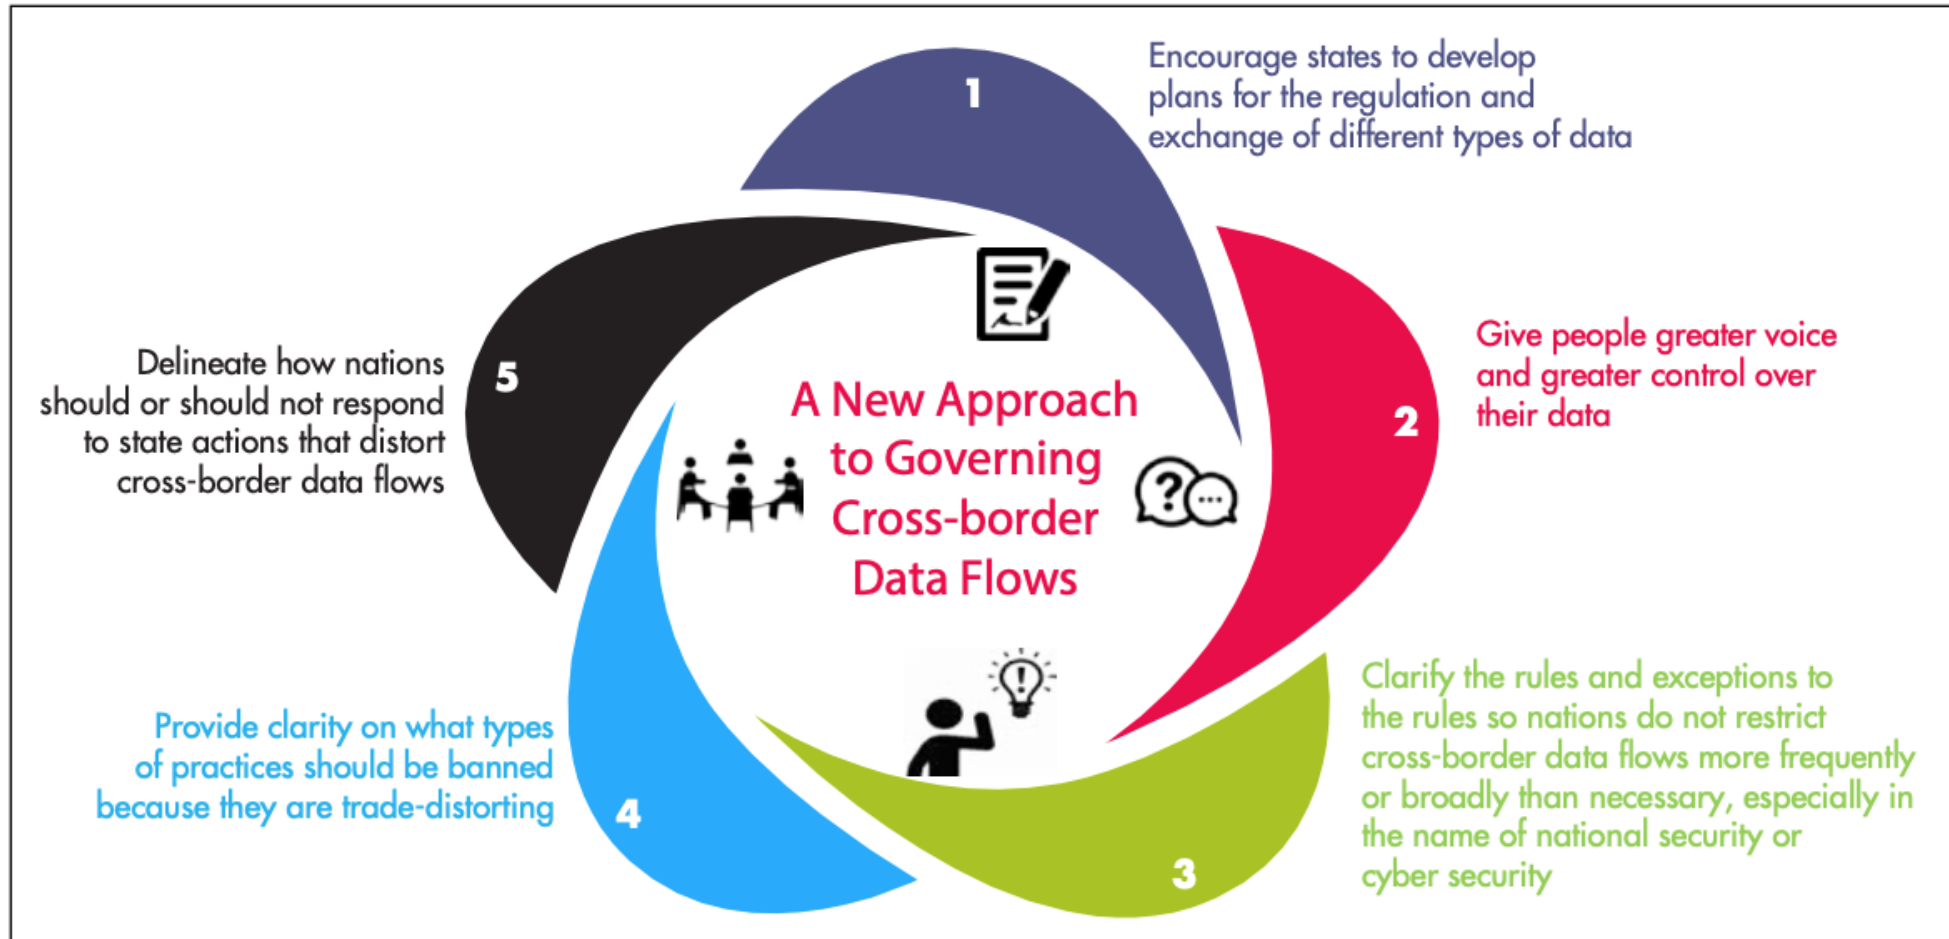 1
Encourage states to develop
plans for the regulation and
exchange of different types of data
2
Give people greater voice
and greater control over
their data
3
Clarify the rules and exceptions to
the rules so nations do not restrict
cross-border data flows more frequently
or broadly than necessary, especially in
the name of national security or
cyber security
4
Provide clarity on what types
of practices should be banned
because they are trade-distorting
5
Delineate how nations
should or should not respond
to state actions that distort
cross-border data flows
A New Approach
to Governing
Cross-border
Data Flows
?
...
!